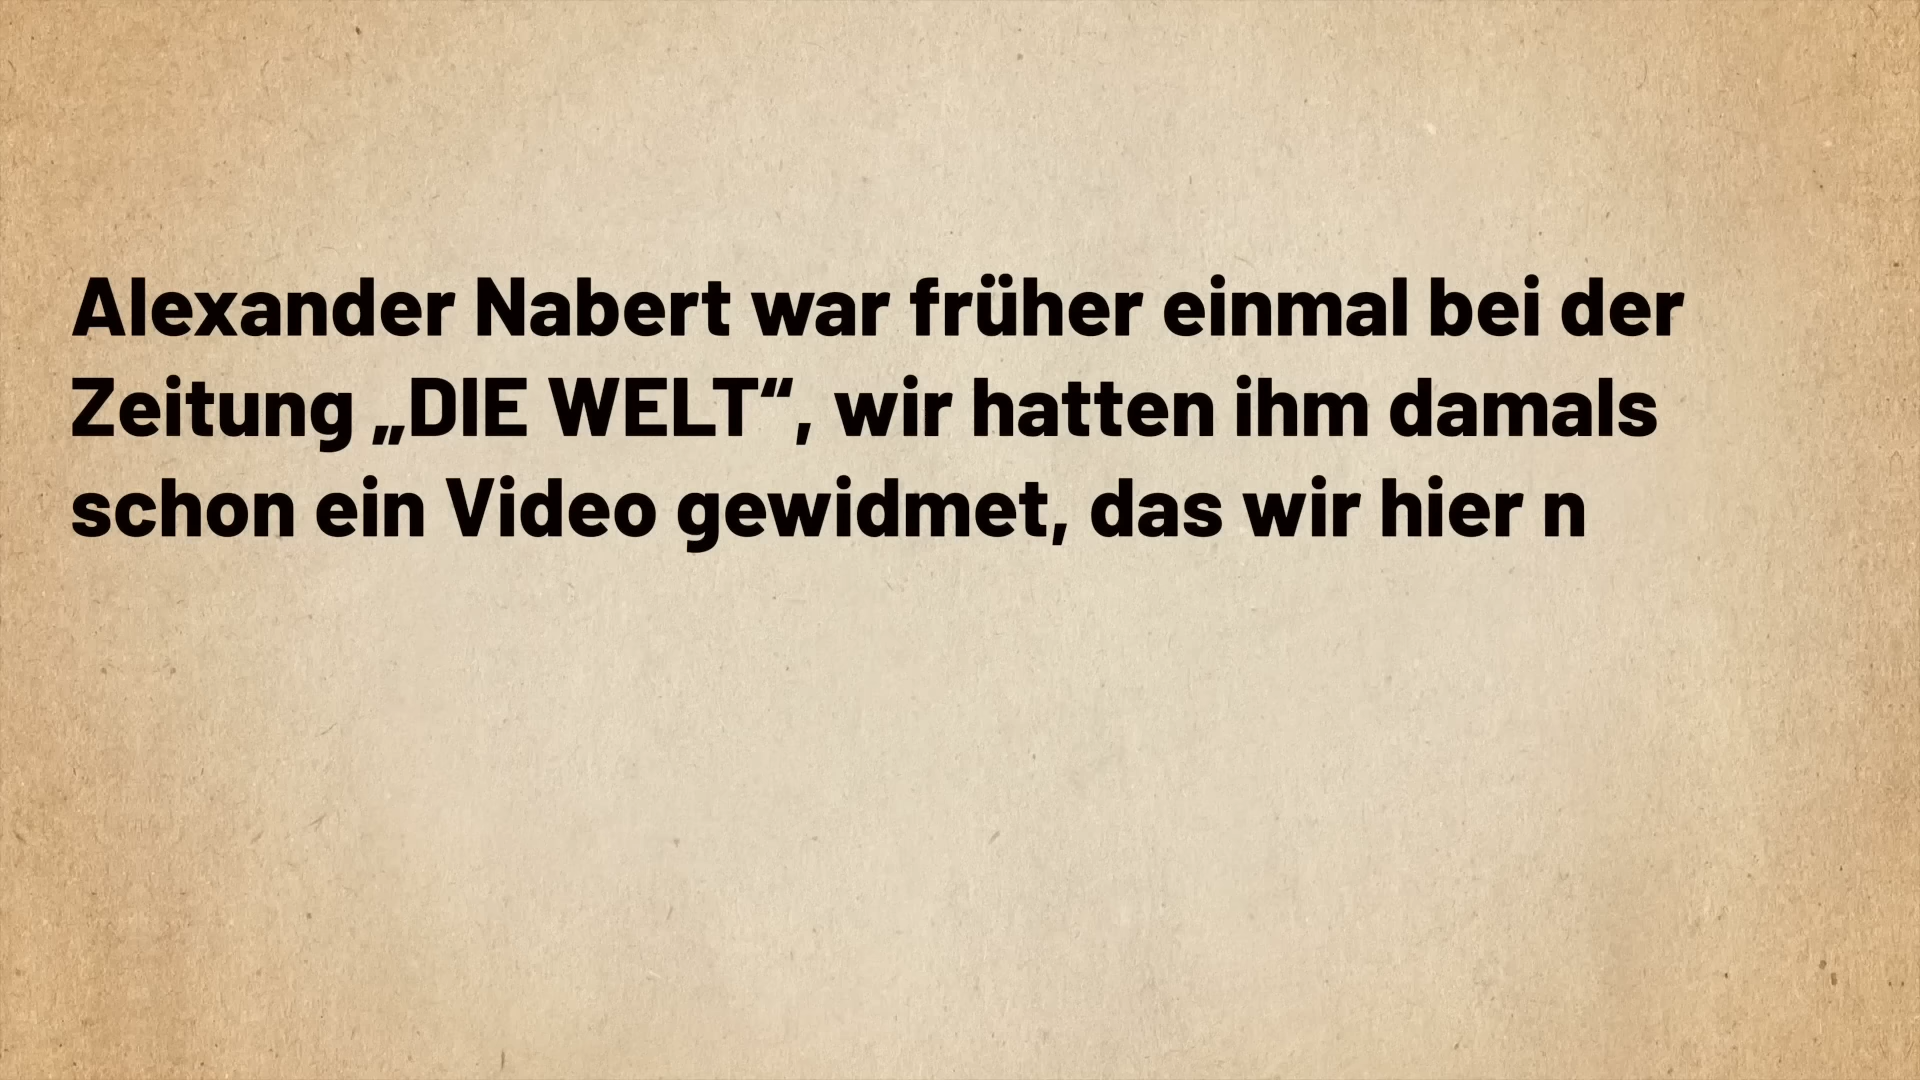 Alexander Nabert war früher einmal bei der
Zeitung „DIE WELT“, wir hatten ihm damals
schon ein Video gewidmet, das wir hier n